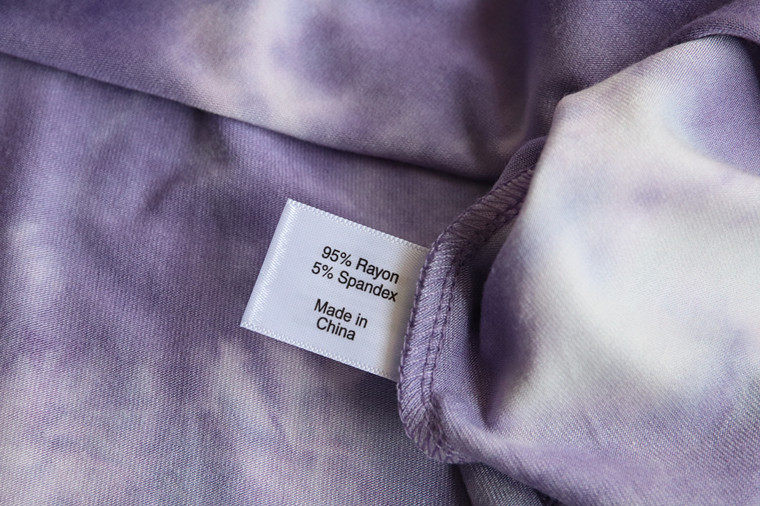 95% Rayon
5% Spandex
Made in
China